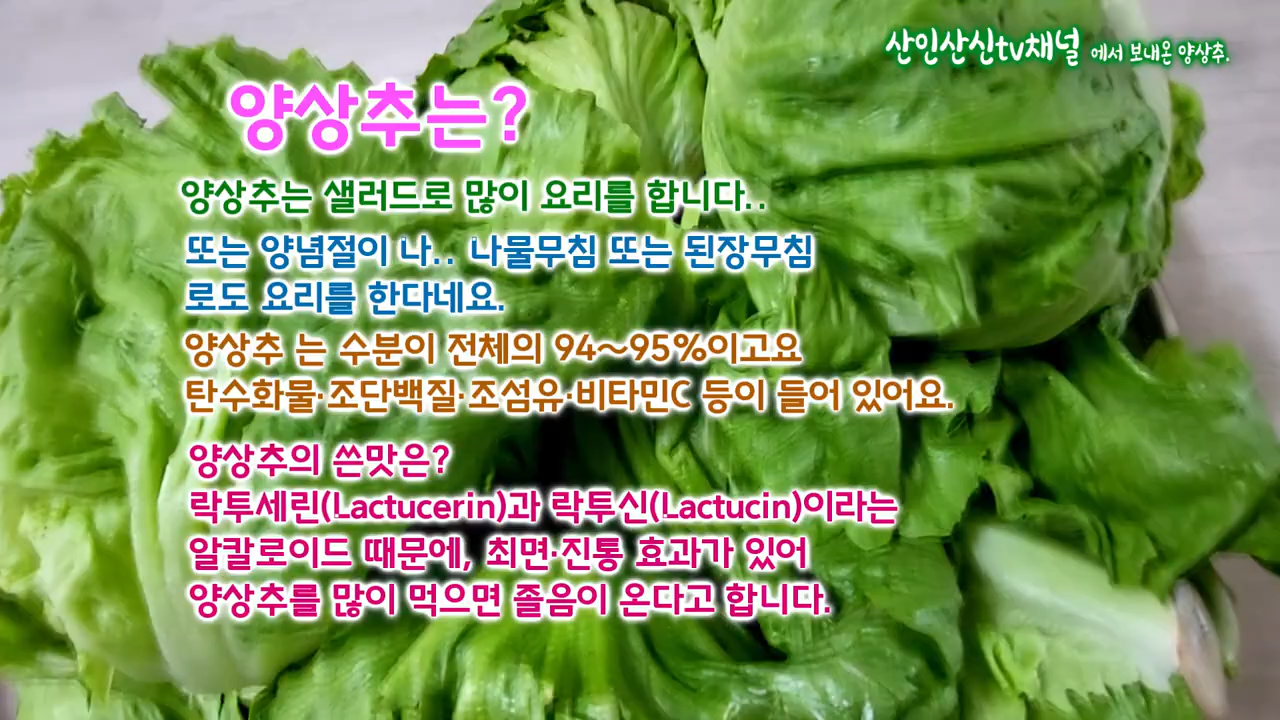 산인산신tv채널 에서 보내온 양상추.
양상추는?
양상추는 샐러드로 많이 요리를 합니다..
또는 양념절이 나.. 나물무침 또는 된장무침
로도 요리를 한다네요.
양상추 는 수분이 전체의 94~95%이고요
탄수화물·조단백질·조섬유·비타민C 등이 들어 있어요.
양상추의 쓴맛은?
락투세린(Lactucerin)과 락투신(Lactucin)이라는
알칼로이드 때문에, 최면·진통 효과가 있어
양상추를 많이 먹으면 졸음이 온다고 합니다.